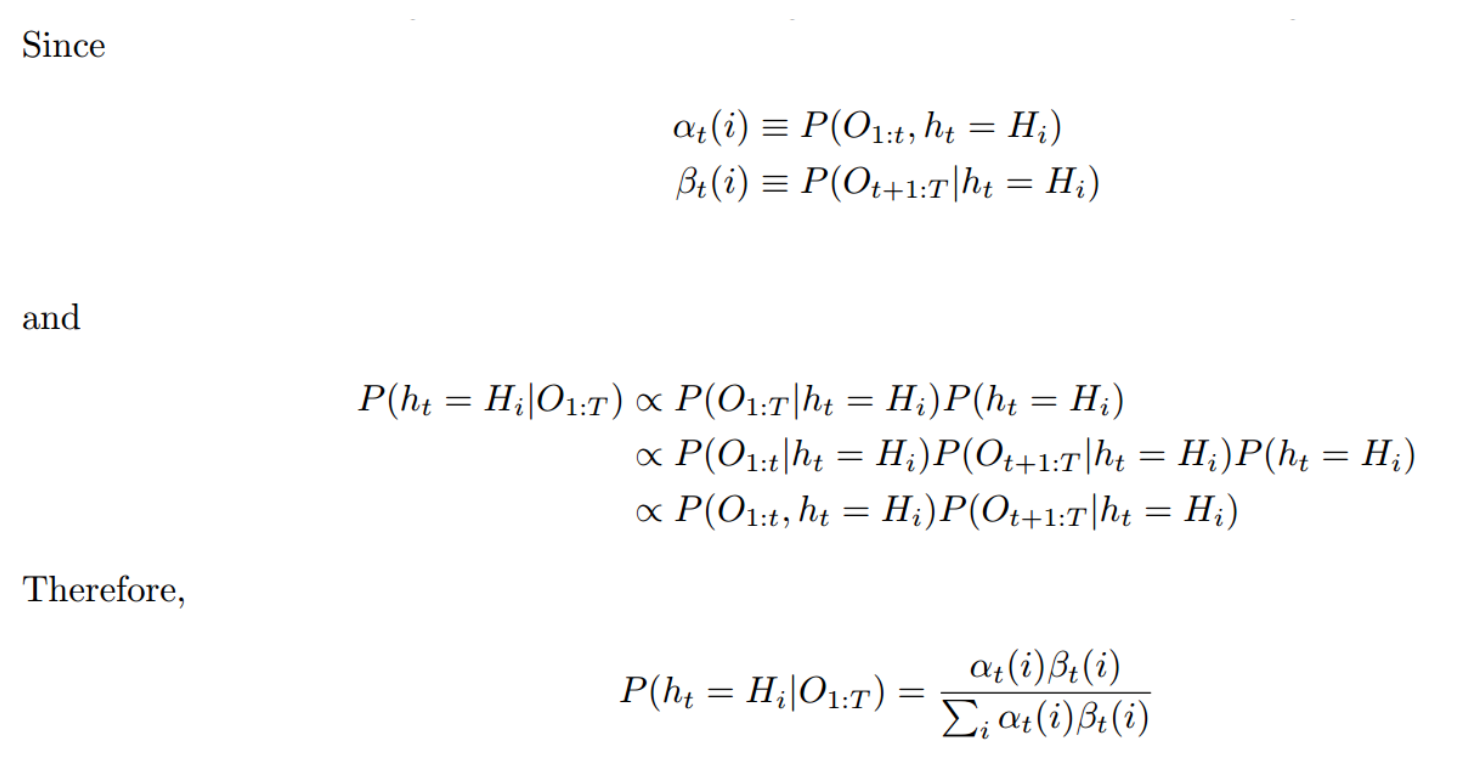 Since
αₜ(i) ≡ P(O₁:ₜ, hₜ = Hᵢ)
βₜ(i) ≡ P(Oₜ₊₁:T|hₜ = Hᵢ)
and
P(hₜ = Hᵢ|O₁:T) ∝ P(O₁:T|hₜ = Hᵢ)P(hₜ = Hᵢ)
∝ P(O₁:ₜ|hₜ = Hᵢ)P(Oₜ₊₁:T|hₜ = Hᵢ)P(hₜ = Hᵢ)
∝ P(O₁:ₜ, hₜ = Hᵢ)P(Oₜ₊₁:T|hₜ = Hᵢ)
Therefore,
P(hₜ = Hᵢ|O₁:T) = αₜ(i)βₜ(i) / ∑ᵢ αₜ(i)βₜ(i)